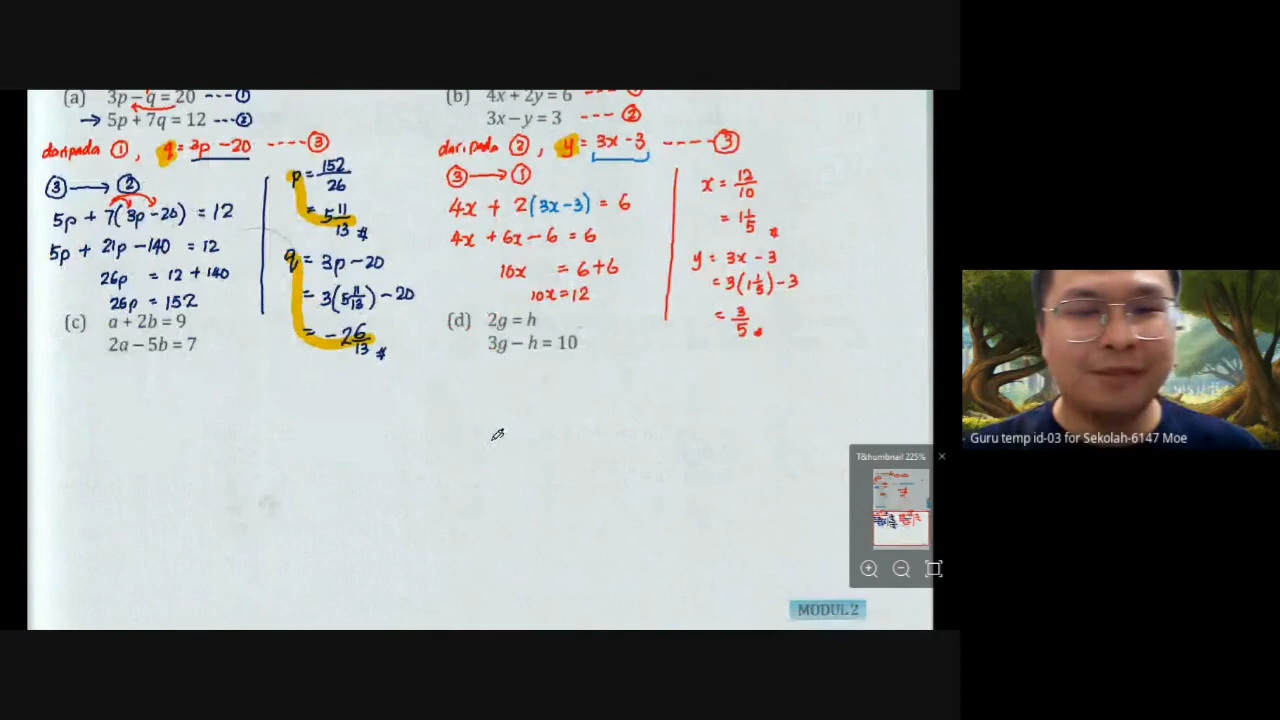 (a) 3p − q = 20 ---①
→ 5p + 7q = 12 ---②
daripada ①, q = 3p − 20 ----③
③ → ②
5p + 7(3p − 20) = 12
5p + 21p − 140 = 12
26p = 12 + 140
26p = 152
p = 152/26
= 5 11/13 #
q = 3p − 20
= 3(5 11/13) − 20
= −2 6/13 #
(b) 4x + 2y = 6 ---①
3x − y = 3 --- ②
daripada ②, y = 3x − 3 ----③
③ → ①
4x + 2(3x − 3) = 6
4x + 6x − 6 = 6
10x = 6 + 6
10x = 12
x = 12/10
= 1 1/5 #
y = 3x − 3
= 3(1 1/5) − 3
= 3/5 #
(c) a + 2b = 9
2a − 5b = 7
(d) 2g = h
3g − h = 10
MODUL 2
T&humbnail 225% ×
Guru temp id-03 for Sekolah-6147 Moe